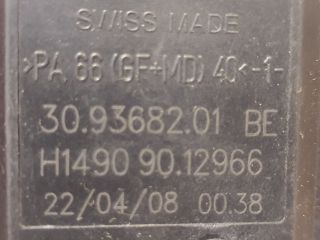 SWISS MADE
>PA 66 (GF+MD) 40<-1-
30.93682.01 BE
H1490 90.12966
22/04/08 00.38